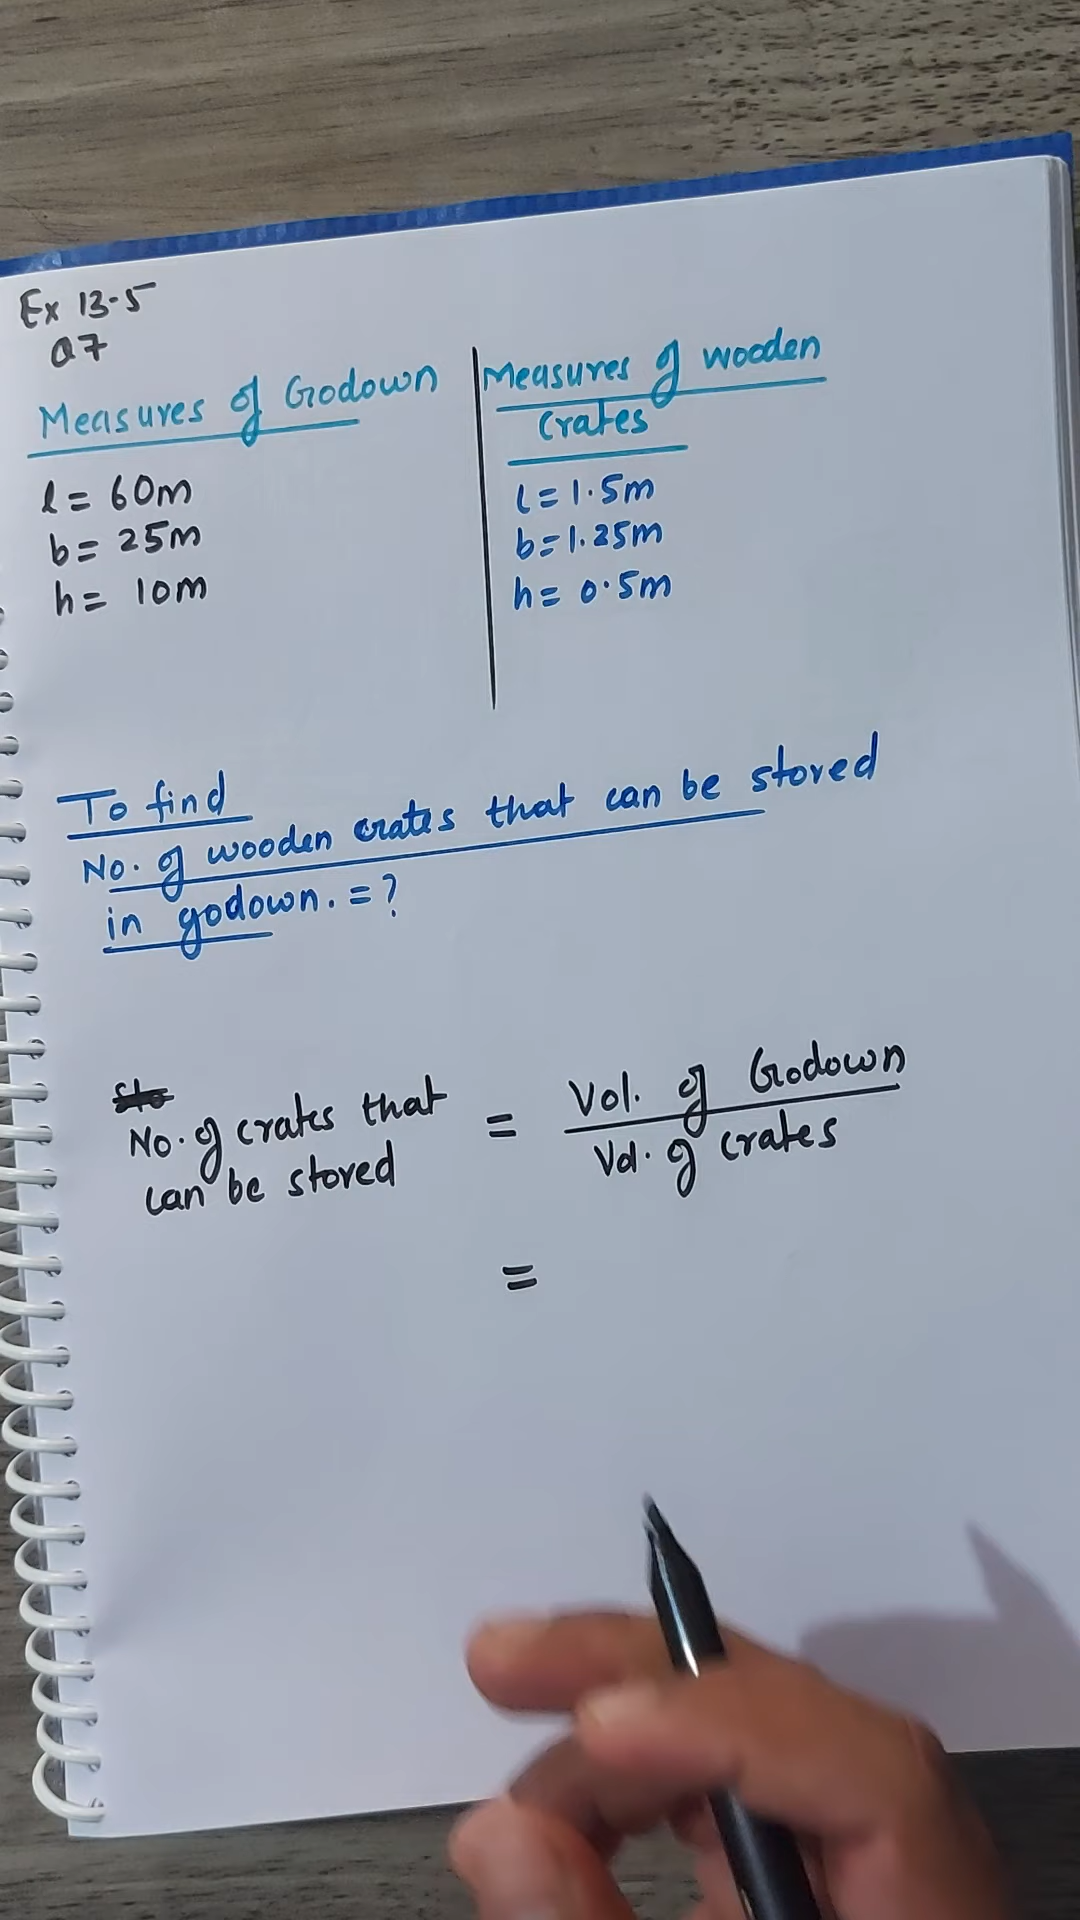 Ex 13.5
Q7
Measures of Godown
l = 60m
b = 25m
h = 10m
Measures of wooden
crates
l = 1.5m
b = 1.25m
h = 0.5m
To find
No. of wooden crates that can be stored
in godown. = ?
Sto
No. of crates that can be stored = Vol. of Godown
Vol. of crates
=